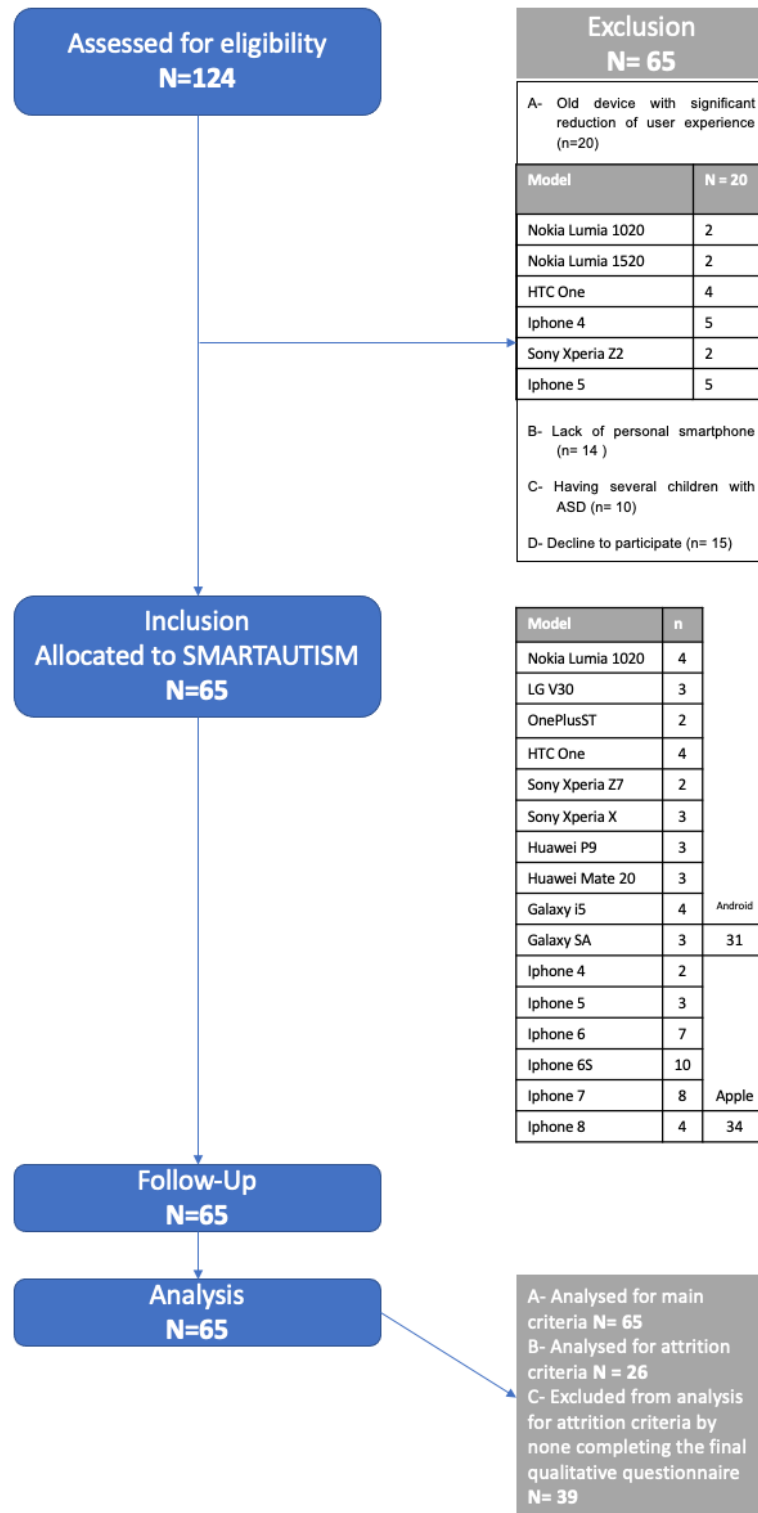 Assessed for eligibility
N=124
Exclusion
N= 65
A- Old device with significant
reduction of user experience
(n=20)
Model N = 20
Nokia Lumia 1020 2
Nokia Lumia 1520 2
HTC One 4
Iphone 4 5
Sony Xperia Z2 2
Iphone 5 5
B- Lack of personal smartphone
(n= 14 )
C- Having several children with
ASD (n= 10)
D- Decline to participate (n= 15)
Inclusion
Allocated to SMARTAUTISM
N=65
Model n
Nokia Lumia 1020 4
LG V30 3
OnePlusST 2
HTC One 4
Sony Xperia Z7 2
Sony Xperia X 3
Huawei P9 3
Huawei Mate 20 3
Galaxy i5 4 Android
Galaxy SA 3 31
Iphone 4 2
Iphone 5 3
Iphone 6 7
Iphone 6S 10
Iphone 7 8 Apple
Iphone 8 4 34
Follow-Up
N=65
Analysis
N=65
A- Analysed for main
criteria N= 65
B- Analysed for attrition
criteria N = 26
C- Excluded from analysis
for attrition criteria by
none completing the final
qualitative questionnaire
N= 39